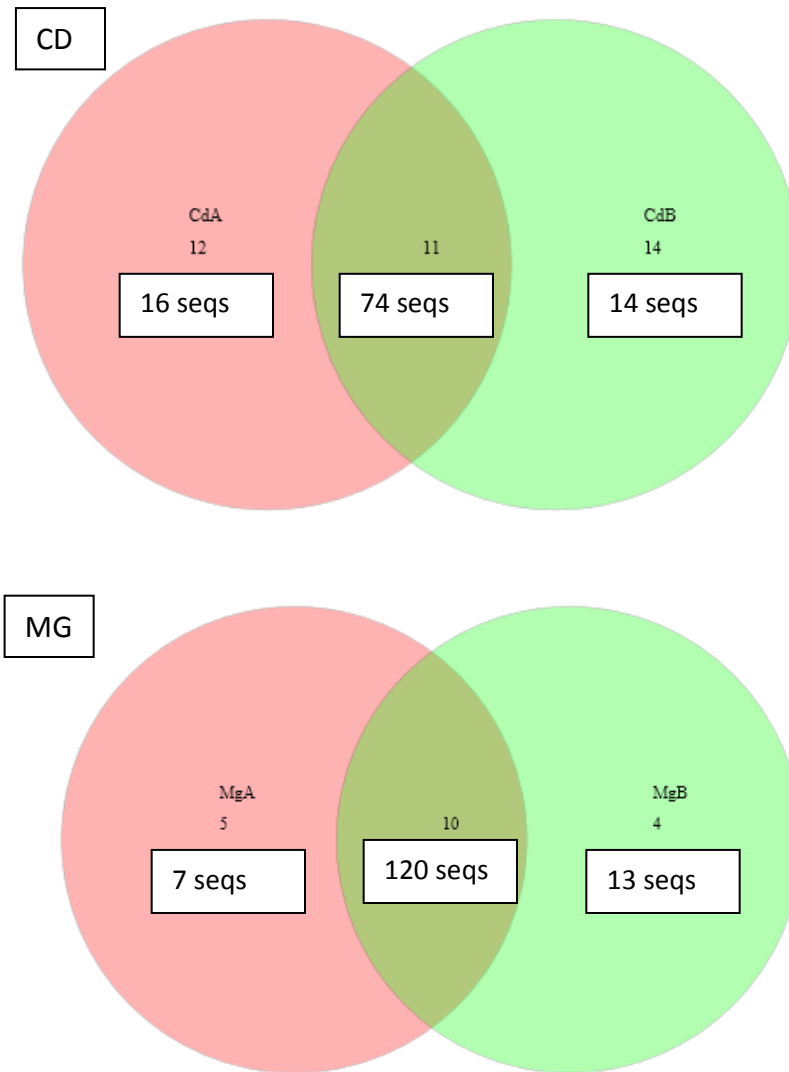 CD
CdA
12
16 seqs
11
74 seqs
CdB
14
14 seqs
MG
MgA
5
7 seqs
10
120 seqs
MgB
4
13 seqs